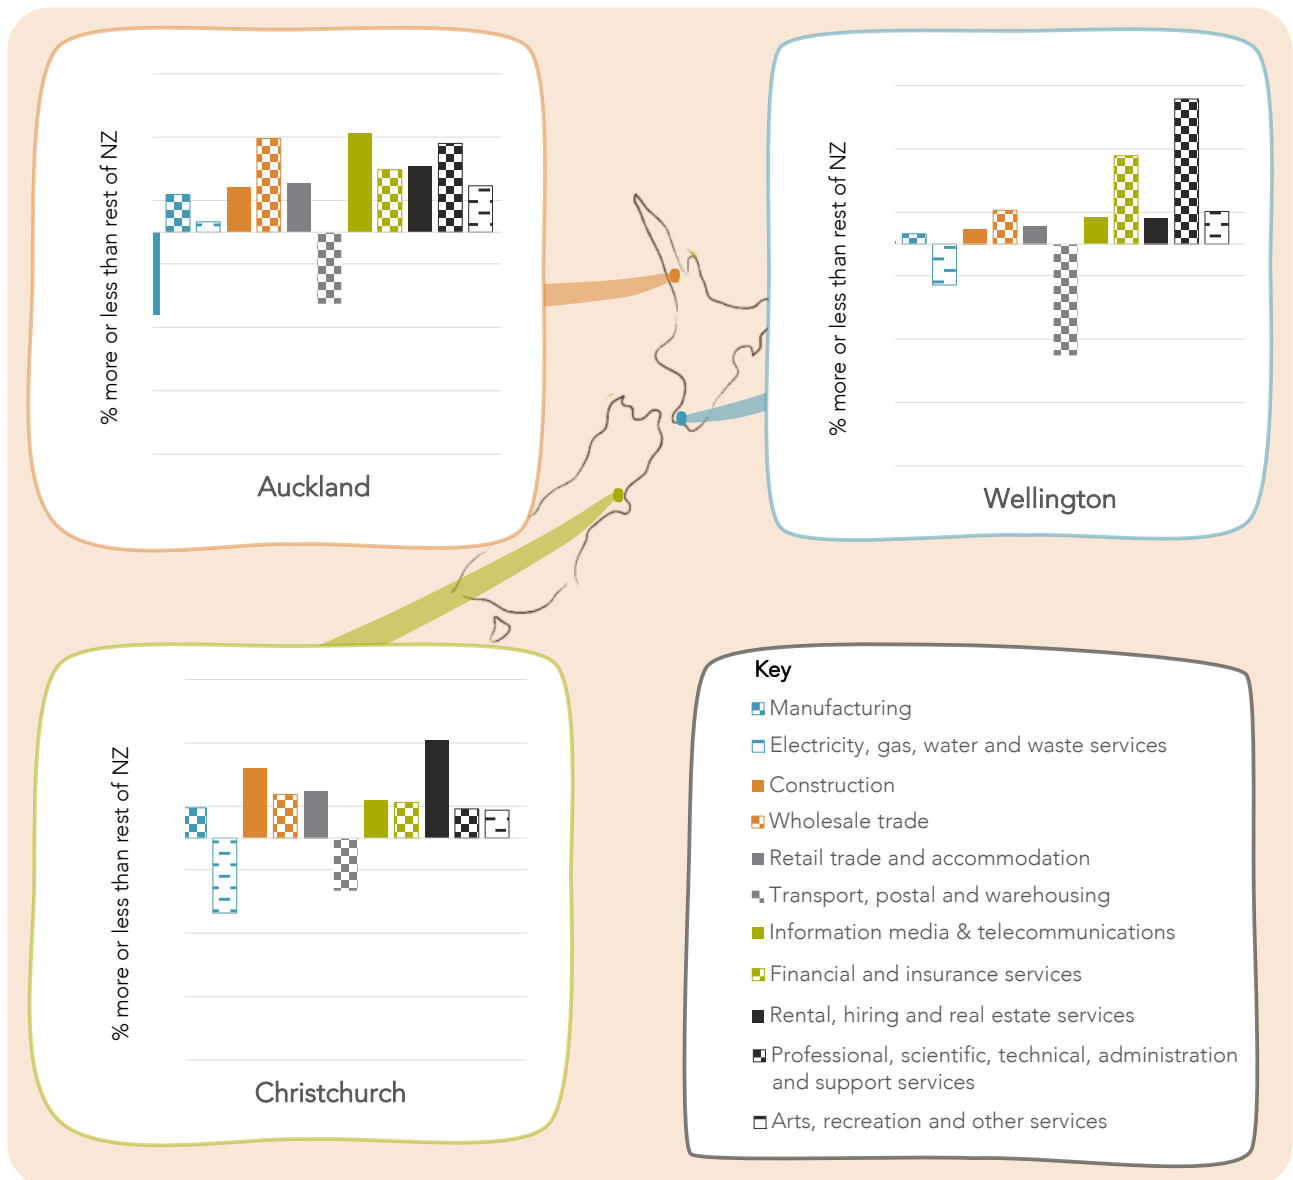 % more or less than rest of NZ
Auckland
% more or less than rest of NZ
Wellington
% more or less than rest of NZ
Christchurch
Key
Manufacturing
Electricity, gas, water and waste services
Construction
Wholesale trade
Retail trade and accommodation
Transport, postal and warehousing
Information media & telecommunications
Financial and insurance services
Rental, hiring and real estate services
Professional, scientific, technical, administration
and support services
Arts, recreation and other services